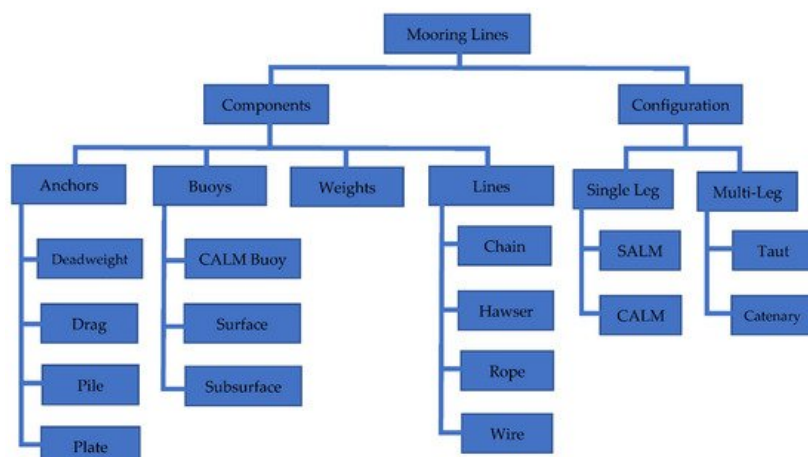 Mooring Lines
Components
Configuration
Anchors
Buoys
Weights
Lines
Single Leg
Multi-Leg
Deadweight
CALM Buoy
Chain
SALM
Taut
Drag
Surface
Hawser
CALM
Catenary
Pile
Subsurface
Rope
Plate
Wire